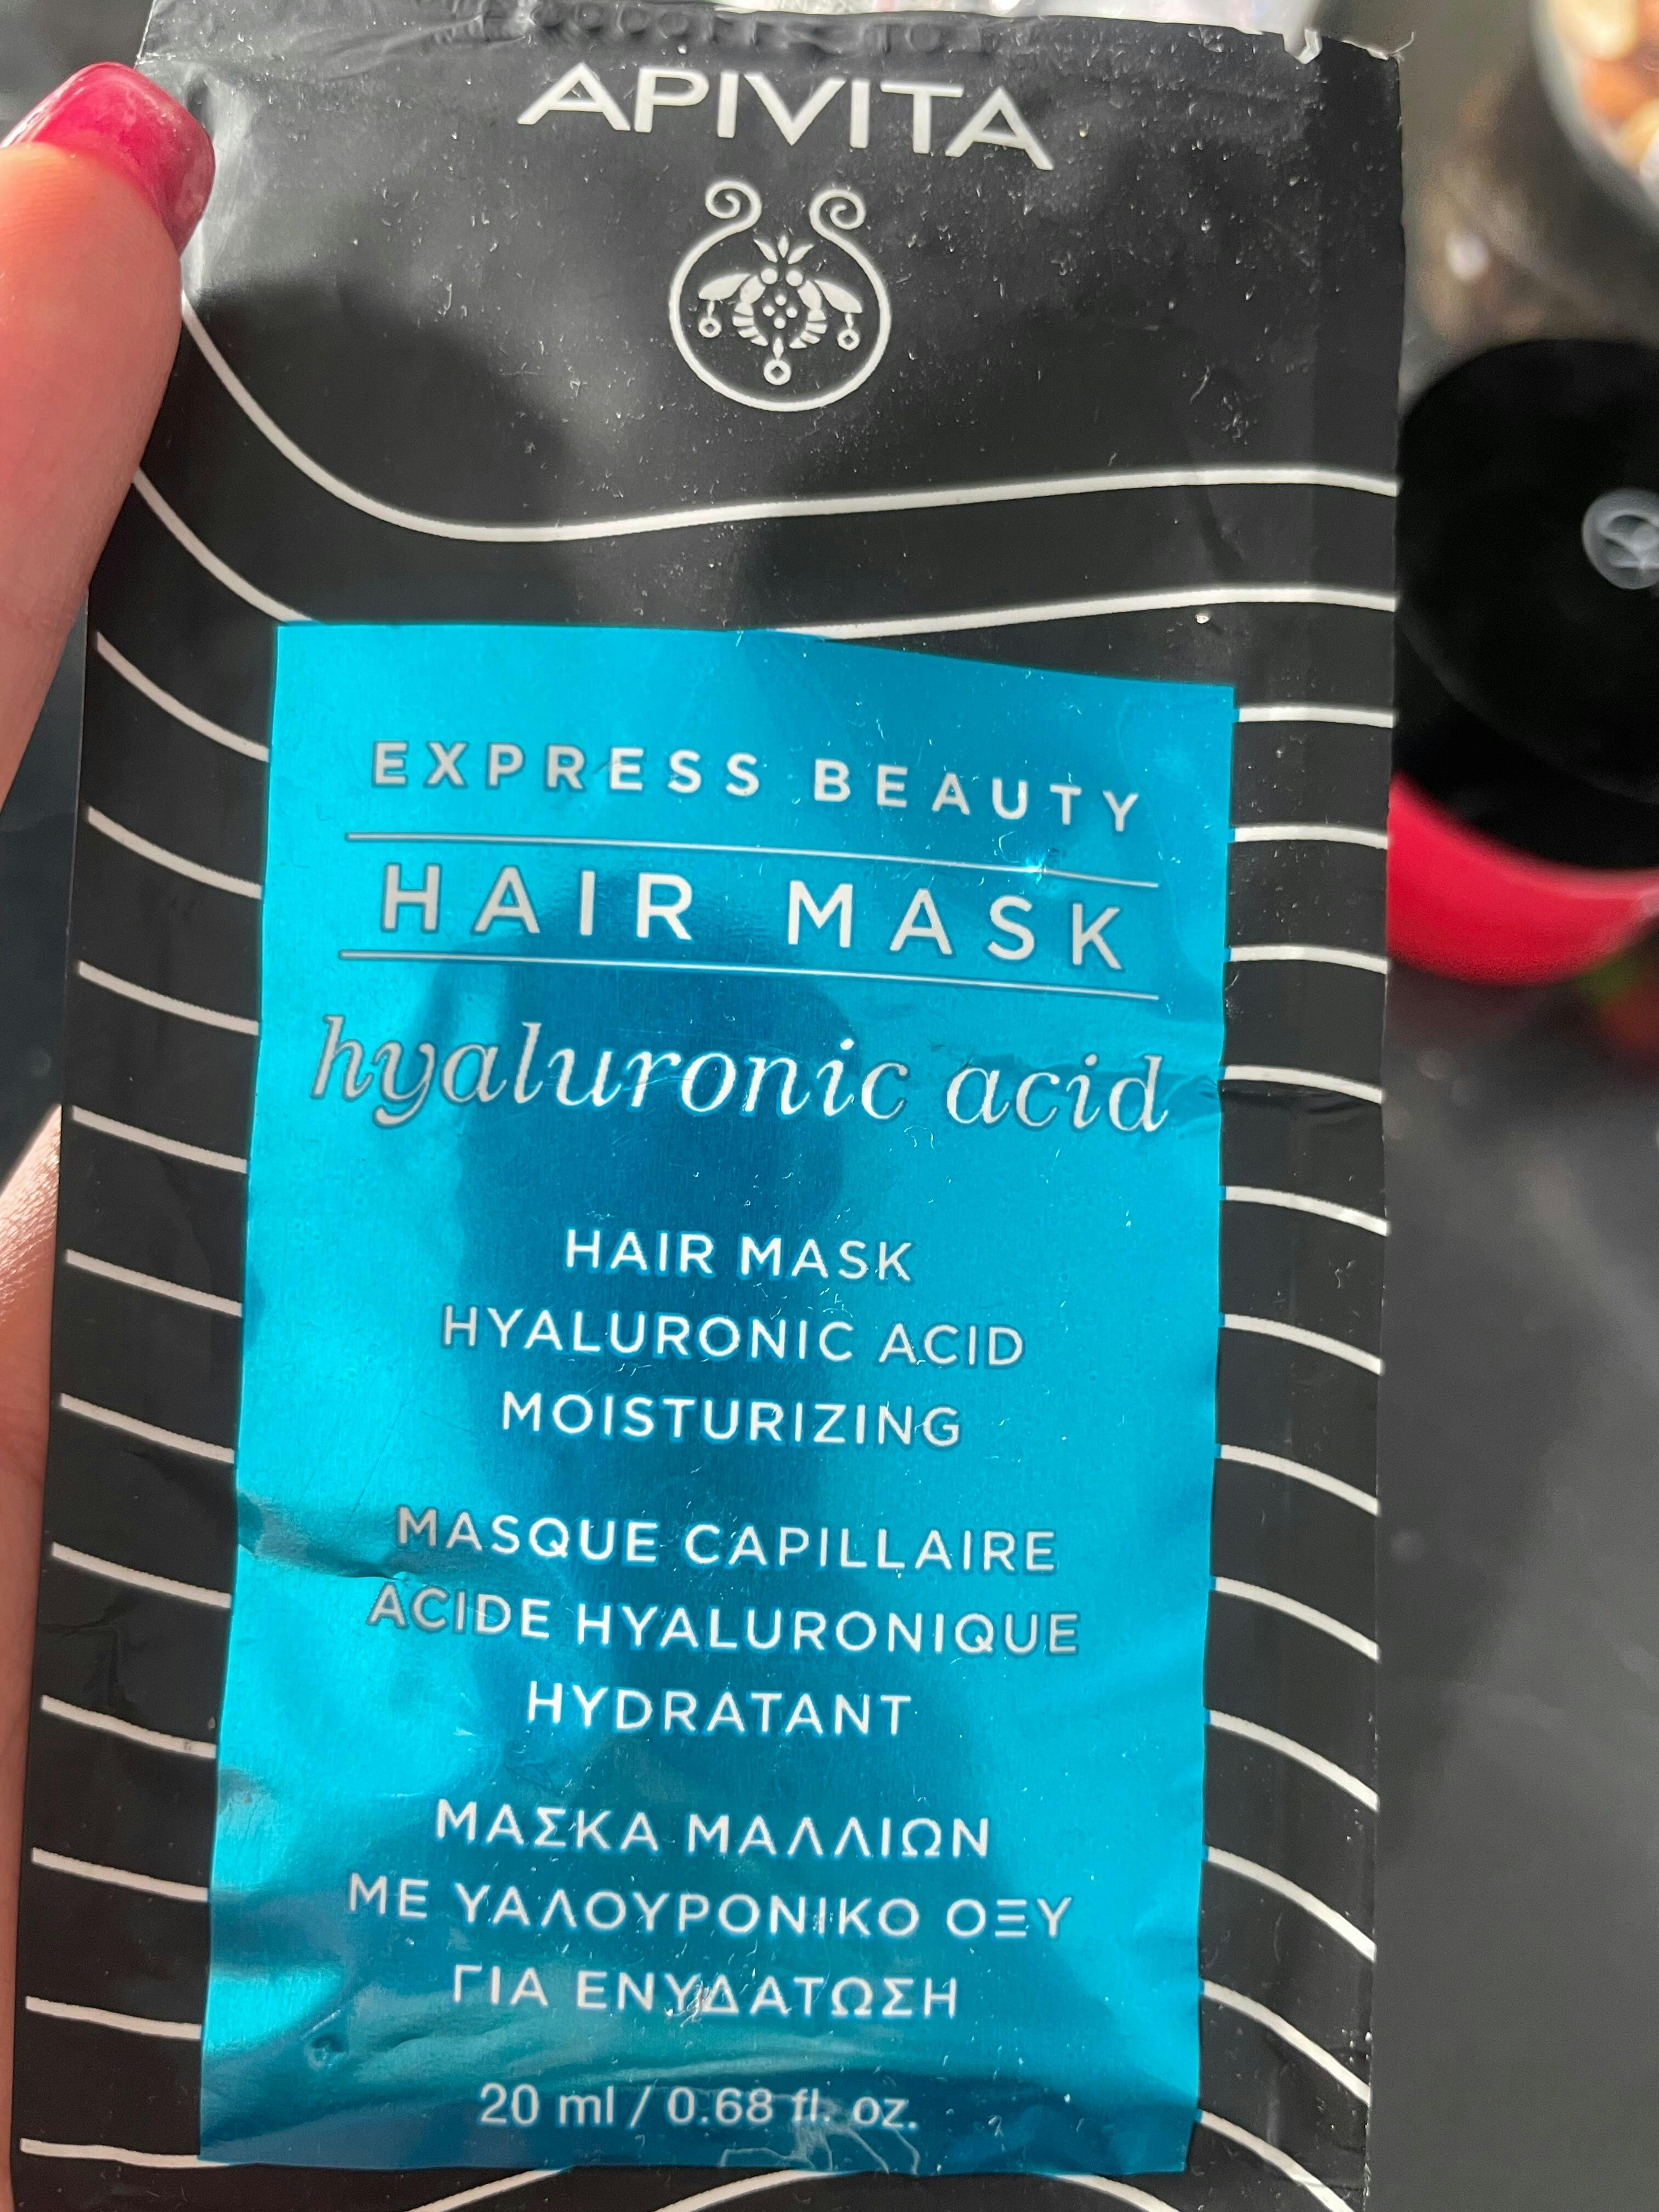 APIVITA
EXPRESS BEAUTY
HAIR MASK
hyaluronic acid
HAIR MASK
HYALURONIC ACID
MOISTURIZING
MASQUE CAPILLAIRE
ACIDE HYALURONIQUE
HYDRATANT
ΜΑΣΚΑ ΜΑΛΛΙΩΝ
ΜΕ ΥΑΛΟΥΡΟΝΙΚΟ ΟΞΥ
ΓΙΑ ΕΝΥΔΑΤΩΣΗ
20 ml / 0.68 fl. oz.